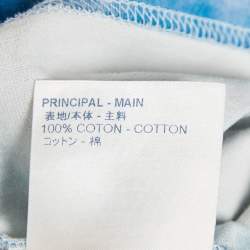 PRINCIPAL - MAIN
表地/本体 - 主料
100% COTON - COTTON
コットン - 棉